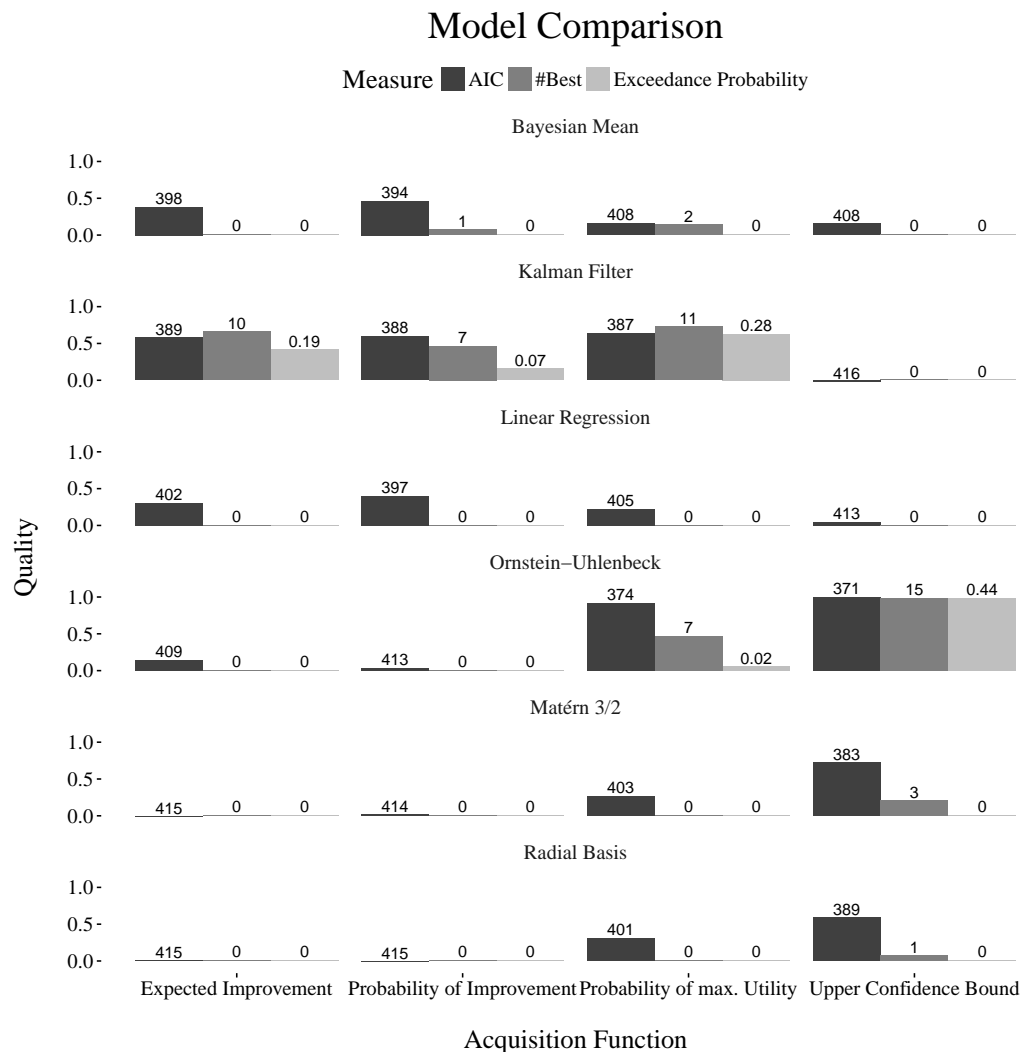 Model Comparison
Measure AIC #Best Exceedance Probability
Bayesian Mean
1.0
0.5
0.0
398 0 0 394 1 0 408 2 0 408 0 0
Kalman Filter
1.0
0.5
0.0
389 10 0.19 388 7 0.07 387 11 0.28 416 0 0
Linear Regression
1.0
0.5
0.0
402 0 0 397 0 0 405 0 0 413 0 0
Ornstein−Uhlenbeck
1.0
0.5
0.0
409 0 0 413 0 0 374 7 0.02 371 15 0.44
Matérn 3/2
1.0
0.5
0.0
415 0 0 414 0 0 403 0 0 383 3 0
Radial Basis
1.0
0.5
0.0
415 0 0 415 0 0 401 0 0 389 1 0
Quality
Expected Improvement Probability of Improvement Probability of max. Utility Upper Confidence Bound
Acquisition Function